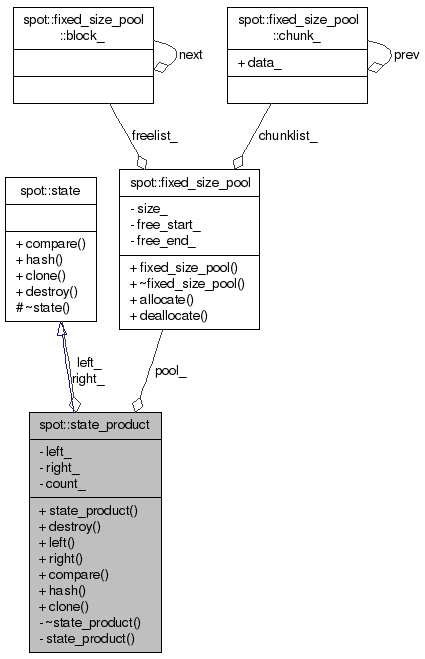 spot::fixed_size_pool
::block_
next
spot::fixed_size_pool
::chunk_
+ data_
prev
freelist_
chunklist_
spot::state
+ compare()
+ hash()
+ clone()
+ destroy()
# ~state()
spot::fixed_size_pool
- size_
- free_start_
- free_end_
+ fixed_size_pool()
+ ~fixed_size_pool()
+ allocate()
+ deallocate()
left_
right_
pool_
spot::state_product
- left_
- right_
- count_
+ state_product()
+ destroy()
+ left()
+ right()
+ compare()
+ hash()
+ clone()
- ~state_product()
- state_product()